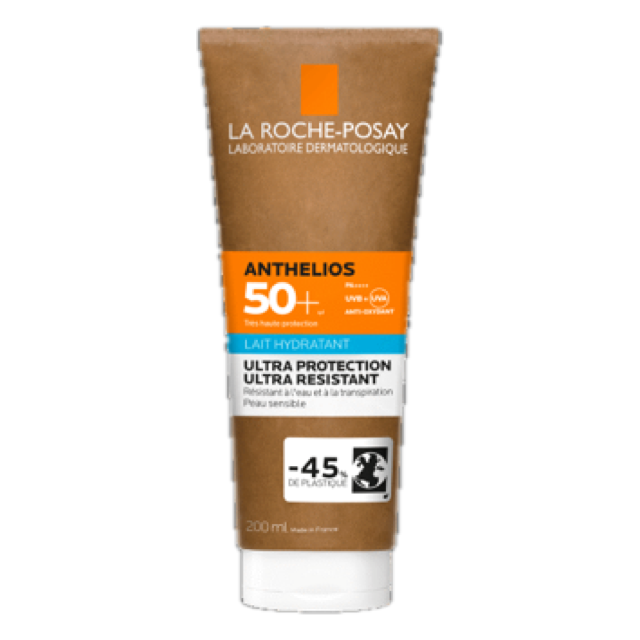 LA ROCHE-POSAY
LABORATOIRE DERMATOLOGIQUE
ANTHELIOS
50+
PA++++
UVB + UVA
ANTI-OXYDANT
Très haute protection
LAIT HYDRATANT
ULTRA PROTECTION
ULTRA RESISTANT
Résistant à l'eau et à la transpiration
Peau sensible
-45%
DE PLASTIQUE
200 ml Made in France